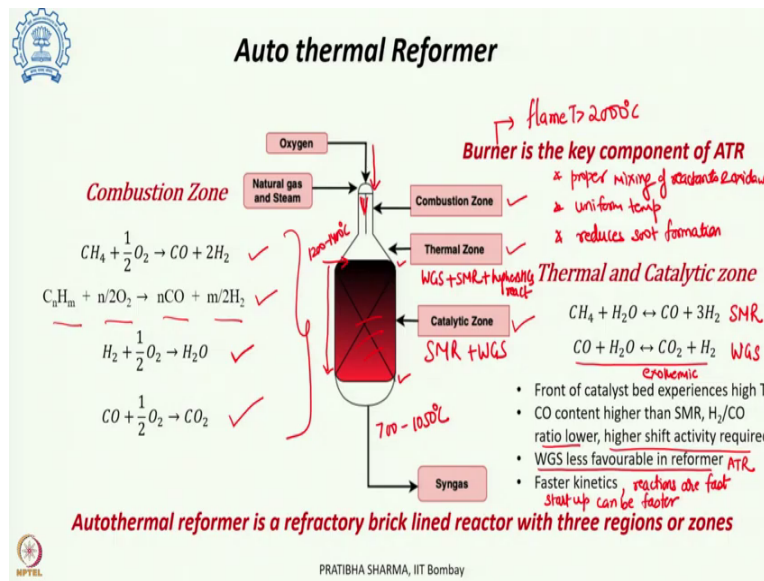 Auto thermal Reformer
flame T > 2000°C
Burner is the key component of ATR
* proper mixing of reactants & oxidant
* uniform temp
* reduces soot formation
Oxygen
Natural gas
and Steam
Combustion Zone
Thermal Zone
WGS + SMR +
react
Catalytic Zone
SMR + WGS
700 - 1050°C
Syngas
Combustion Zone
CH₄ + 1/2 O₂ → CO + 2H₂
CₙHₘ + n/2O₂ → nCO + m/2H₂
H₂ + 1/2 O₂ → H₂O
CO + 1/2 O₂ → CO₂
Thermal and Catalytic zone
CH₄ + H₂O ↔ CO + 3H₂ SMR
CO + H₂O ↔ CO₂ + H₂ WGS
• Front of catalyst bed experiences high T
• CO content higher than SMR, H₂/CO
ratio lower, higher shift activity required
• WGS less favourable in reformer ATR
• Faster kinetics, reactions are fast
start up can be faster
Autothermal reformer is a refractory brick lined reactor with three regions or zones
NPTEL
PRATIBHA SHARMA, IIT Bombay